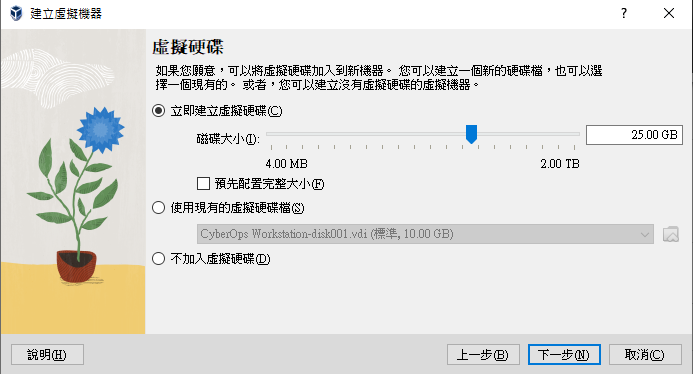 建立虛擬機器
?
虛擬硬碟
如果您願意，可以將虛擬硬碟加入到新機器。 您可以建立一個新的硬碟檔，也可以選
擇一個現有的。 或者，您可以建立沒有虛擬硬碟的虛擬機器。
立即建立虛擬硬碟(C)
磁碟大小(I):
25.00 GB
4.00 MB
2.00 TB
預先配置完整大小(F)
使用現有的虛擬硬碟檔(S)
CyberOps Workstation-disk001.vdi (標準, 10.00 GB)
不加入虛擬硬碟(D)
說明(H)
上一步(B)
下一步(N)
取消(C)